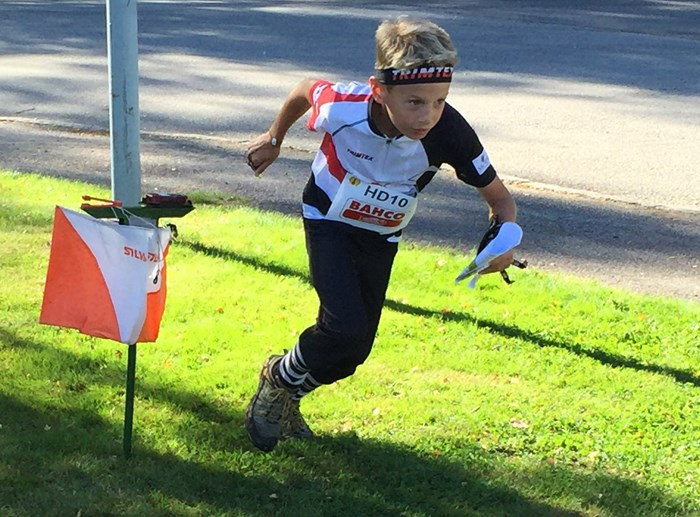 TRIMTEX
TRIMTEX
HD10
BAHCO
SILVA